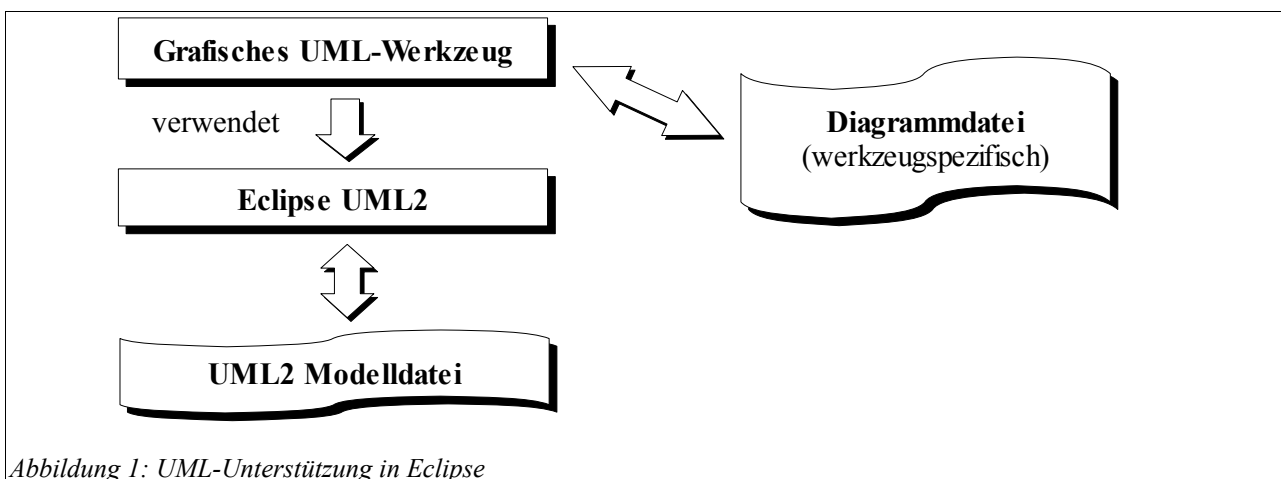 Grafisches UML-Werkzeug
verwendet
Diagrammdatei
(werkzeugspezifisch)
Eclipse UML2
UML2 Modelldatei
Abbildung 1: UML-Unterstützung in Eclipse